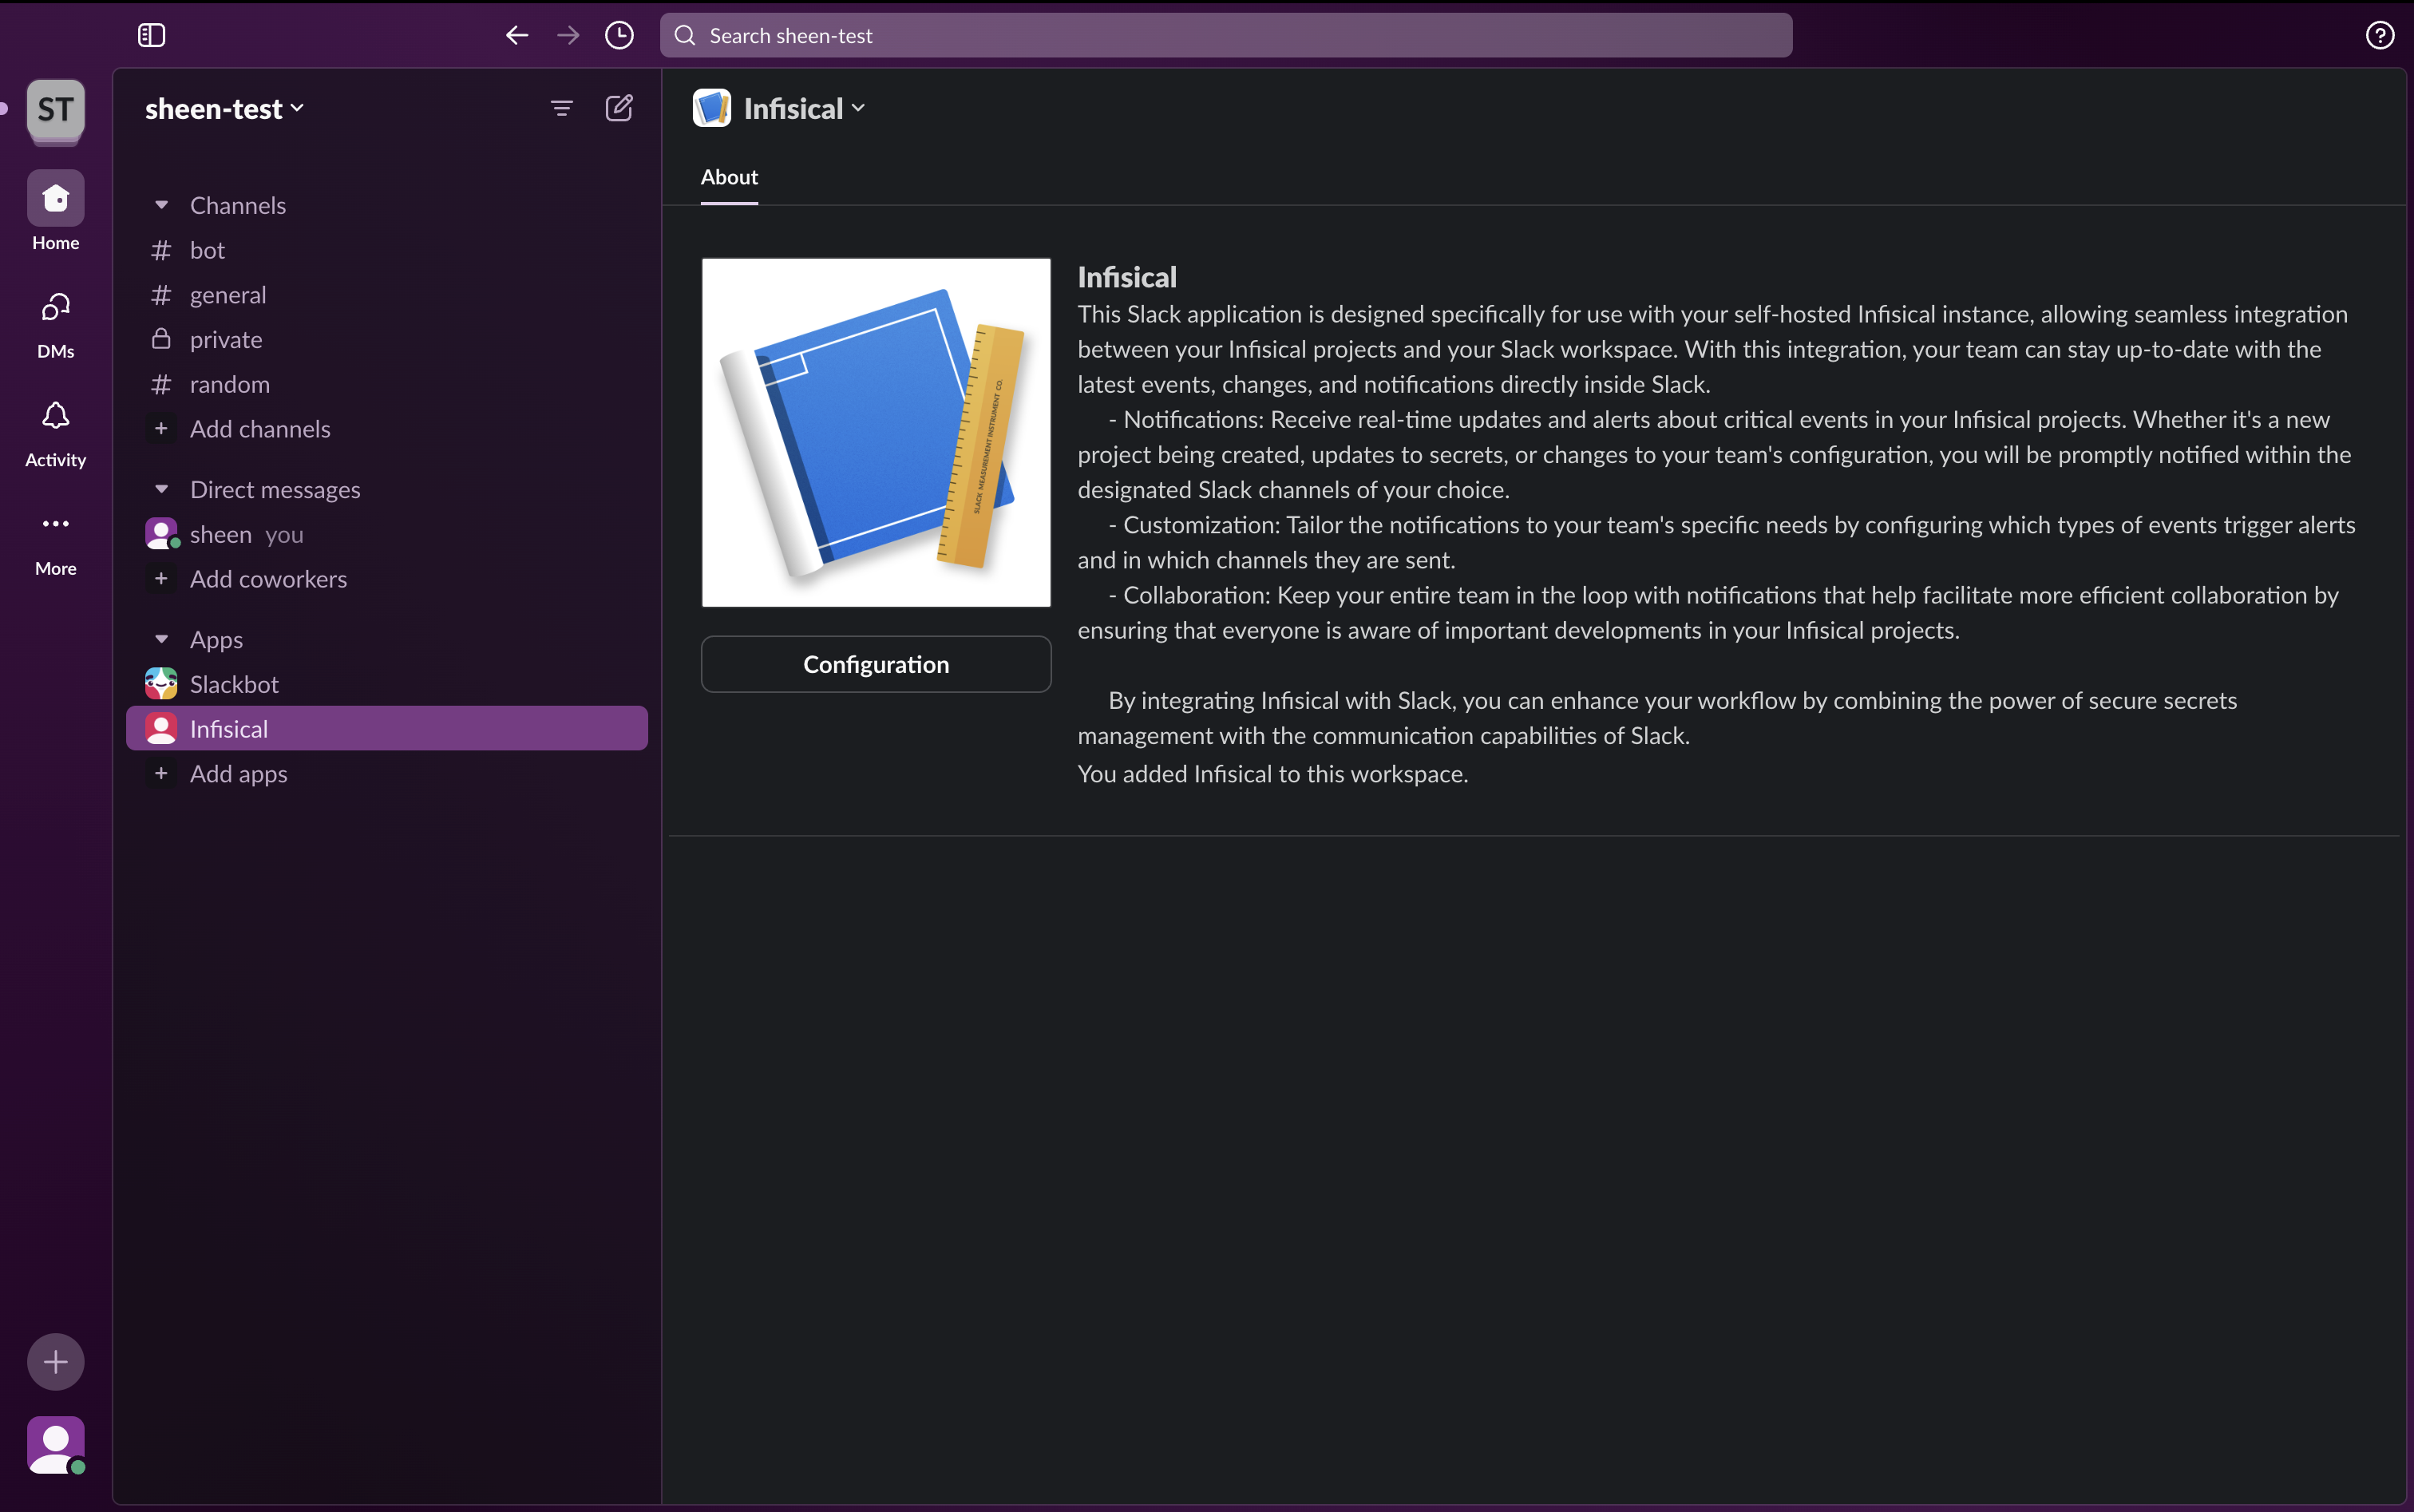 Search sheen-test
ST
Home
DMs
Activity
More
sheen-test
Channels
# bot
# general
private
# random
+ Add channels
Direct messages
sheen you
+ Add coworkers
Apps
Slackbot
Infisical
+ Add apps
Infisical
About
SLACK MEASUREMENT INSTRUMENT CO.
Configuration
Infisical
This Slack application is designed specifically for use with your self-hosted Infisical instance, allowing seamless integration
between your Infisical projects and your Slack workspace. With this integration, your team can stay up-to-date with the
latest events, changes, and notifications directly inside Slack.
- Notifications: Receive real-time updates and alerts about critical events in your Infisical projects. Whether it's a new
project being created, updates to secrets, or changes to your team's configuration, you will be promptly notified within the
designated Slack channels of your choice.
- Customization: Tailor the notifications to your team's specific needs by configuring which types of events trigger alerts
and in which channels they are sent.
- Collaboration: Keep your entire team in the loop with notifications that help facilitate more efficient collaboration by
ensuring that everyone is aware of important developments in your Infisical projects.
By integrating Infisical with Slack, you can enhance your workflow by combining the power of secure secrets
management with the communication capabilities of Slack.
You added Infisical to this workspace.